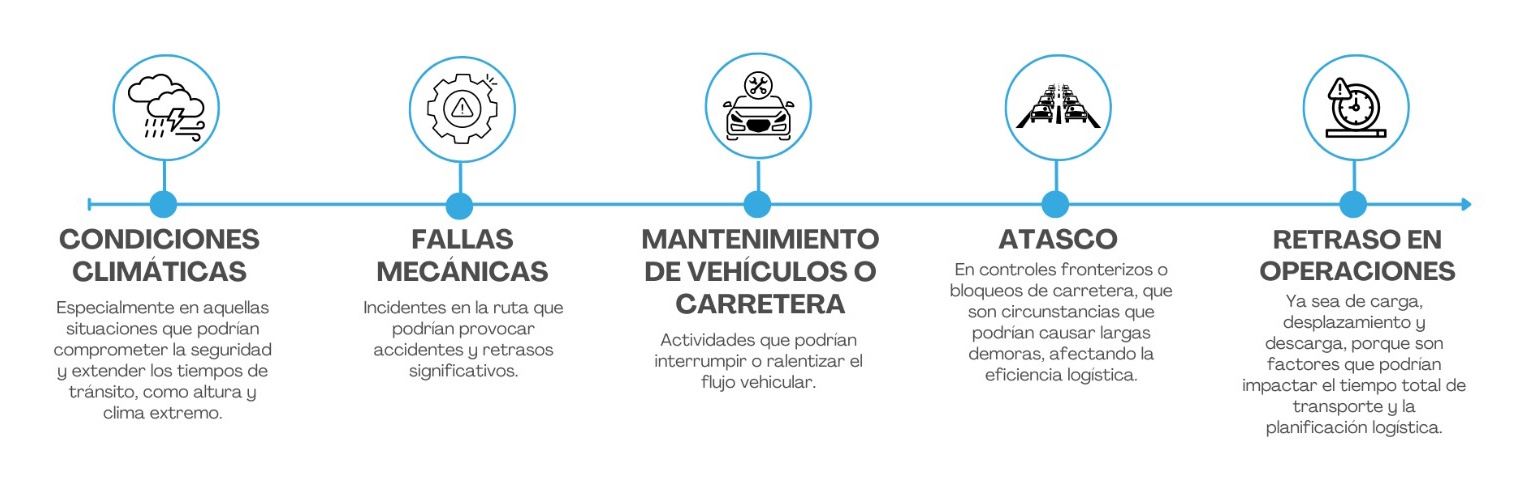 CONDICIONES
CLIMÁTICAS
Especialmente en aquellas
situaciones que podrían
comprometer la seguridad
y extender los tiempos de
tránsito, como altura y
clima extremo.
FALLAS
MECÁNICAS
Incidentes en la ruta que
podrían provocar
accidentes y retrasos
significativos.
MANTENIMIENTO
DE VEHÍCULOS O
CARRETERA
Actividades que podrían
interrumpir o ralentizar el
flujo vehicular.
ATASCO
En controles fronterizos o
bloqueos de carretera, que
son circunstancias que
podrían causar largas
demoras, afectando la
eficiencia logística.
RETRASO EN
OPERACIONES
Ya sea de carga,
desplazamiento y
descarga, porque son
factores que podrían
impactar el tiempo total de
transporte y la
planificación logística.